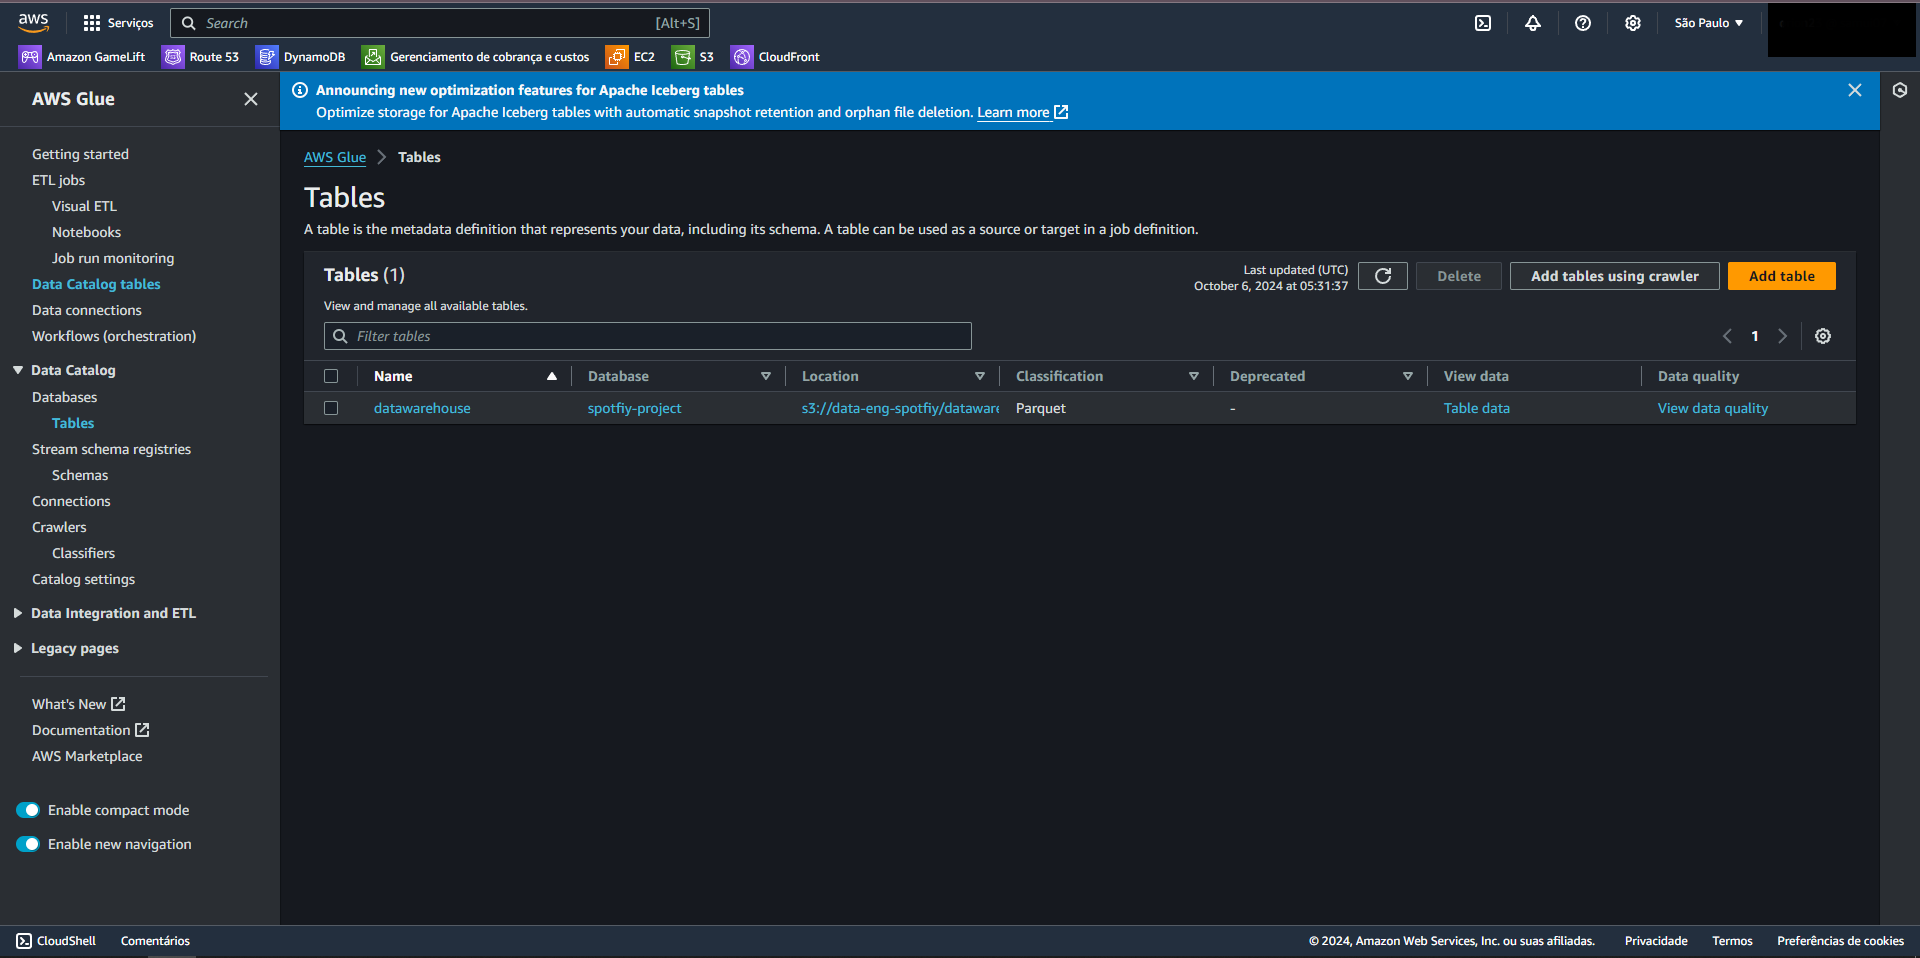 aws
Serviços
Search
[Alt+S]
São Paulo
Amazon GameLift
Route 53
DynamoDB
Gerenciamento de cobrança e custos
EC2
S3
CloudFront
AWS Glue
Getting started
ETL jobs
Visual ETL
Notebooks
Job run monitoring
Data Catalog tables
Data connections
Workflows (orchestration)
Data Catalog
Databases
Tables
Stream schema registries
Schemas
Connections
Crawlers
Classifiers
Catalog settings
Data Integration and ETL
Legacy pages
What's New
Documentation
AWS Marketplace
Enable compact mode
Enable new navigation
Announcing new optimization features for Apache Iceberg tables
Optimize storage for Apache Iceberg tables with automatic snapshot retention and orphan file deletion. Learn more
AWS Glue > Tables
Tables
A table is the metadata definition that represents your data, including its schema. A table can be used as a source or target in a job definition.
Tables (1)
View and manage all available tables.
Last updated (UTC)
October 6, 2024 at 05:31:37
Delete
Add tables using crawler
Add table
Filter tables
1
Name Database Location Classification Deprecated View data Data quality
datawarehouse spotfiy-project s3://data-eng-spotfiy/dataware Parquet - Table data View data quality
CloudShell
Comentários
© 2024, Amazon Web Services, Inc. ou suas afiliadas.
Privacidade
Termos
Preferências de cookies